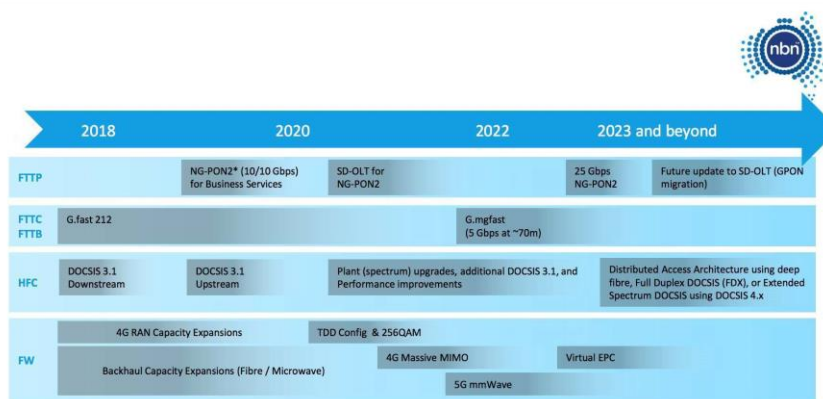 nbn
2018 2020 2022 2023 and beyond
FTTP
NG-PON2* (10/10 Gbps)
for Business Services
SD-OLT for
NG-PON2
25 Gbps
NG-PON2
Future update to SD-OLT (GPON
migration)
FTTC
FTTB
G.fast 212
G.mgfast
(5 Gbps at ~70m)
HFC
DOCSIS 3.1
Downstream
DOCSIS 3.1
Upstream
Plant (spectrum) upgrades, additional DOCSIS 3.1, and
Performance improvements
Distributed Access Architecture using deep
fibre, Full Duplex DOCSIS (FDX), or Extended
Spectrum DOCSIS using DOCSIS 4.x
FW
4G RAN Capacity Expansions
TDD Config & 256QAM
Backhaul Capacity Expansions (Fibre / Microwave)
4G Massive MIMO
Virtual EPC
5G mmWave